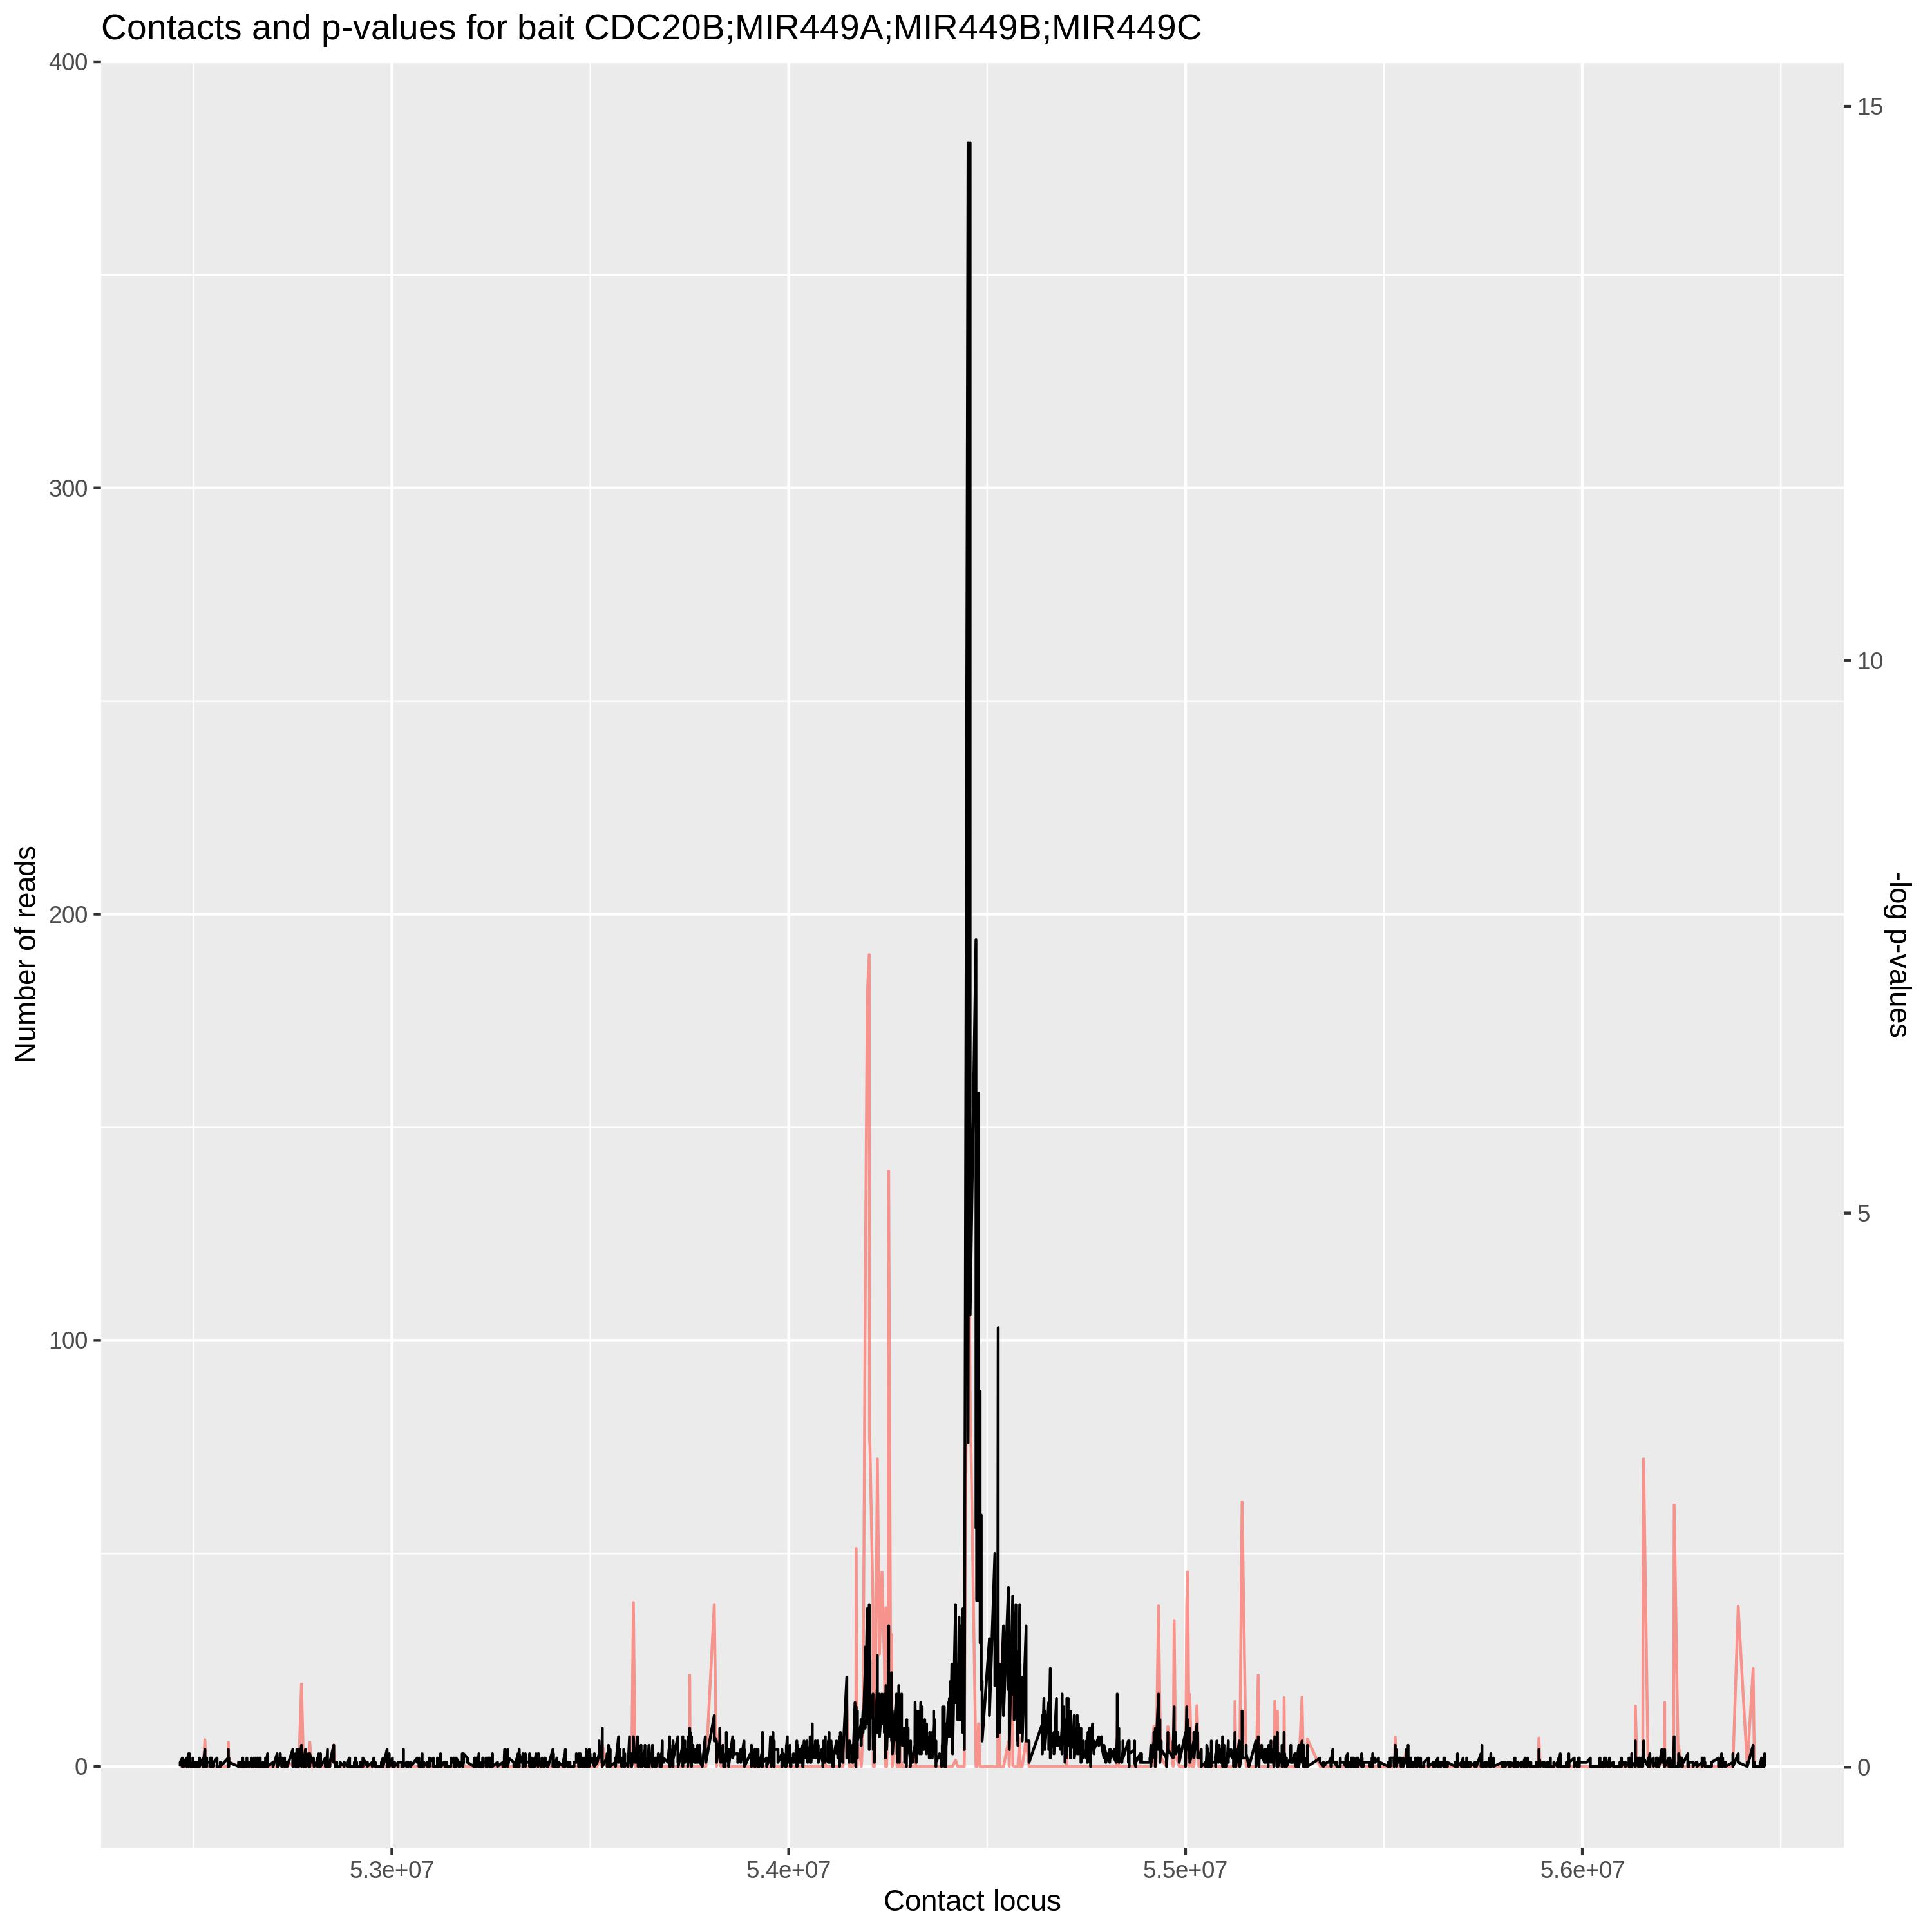 Contacts and p-values for bait CDC20B;MIR449A;MIR449B;MIR449C
400
300
200
100
0
Number of reads
15
10
5
0
-log p-values
5.3e+07
5.4e+07
5.5e+07
5.6e+07
Contact locus